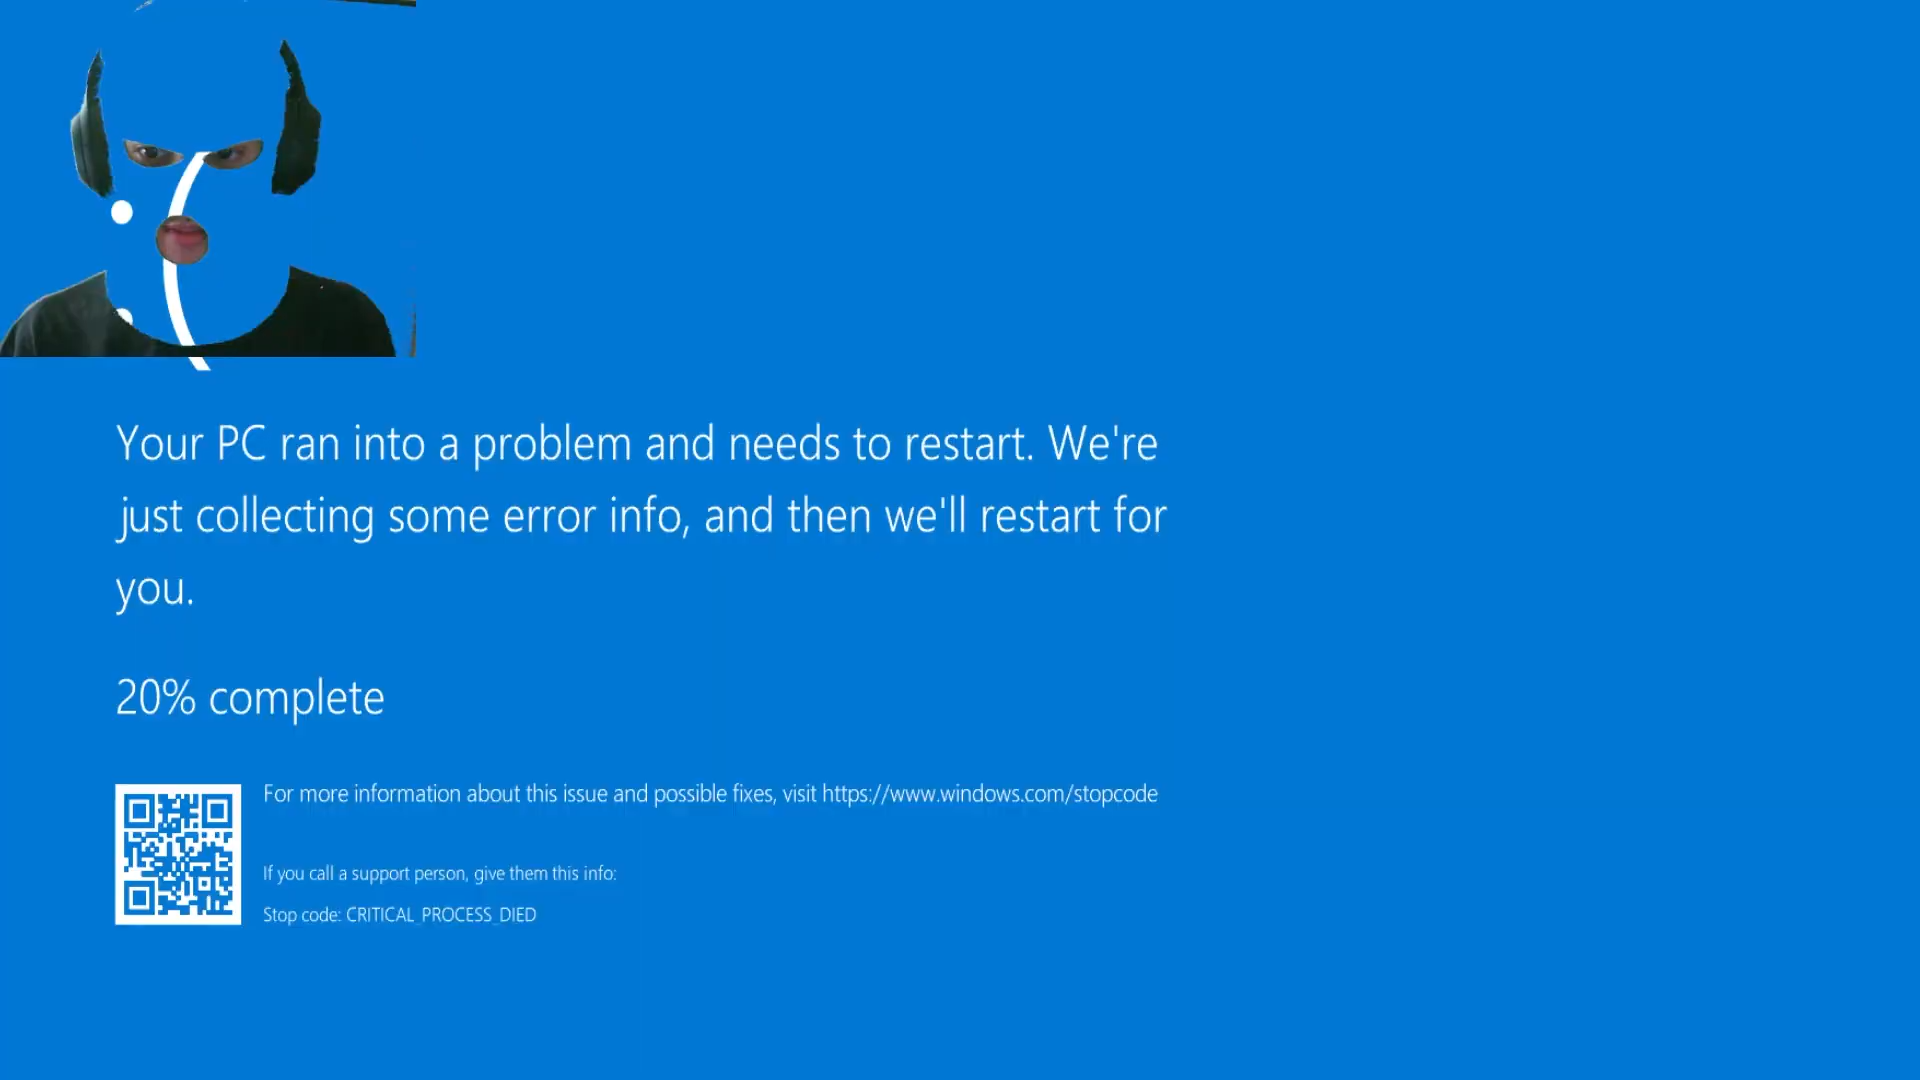 Your PC ran into a problem and needs to restart. We're
just collecting some error info, and then we'll restart for
you.
20% complete
For more information about this issue and possible fixes, visit https://www.windows.com/stopcode
If you call a support person, give them this info:
Stop code: CRITICAL_PROCESS_DIED